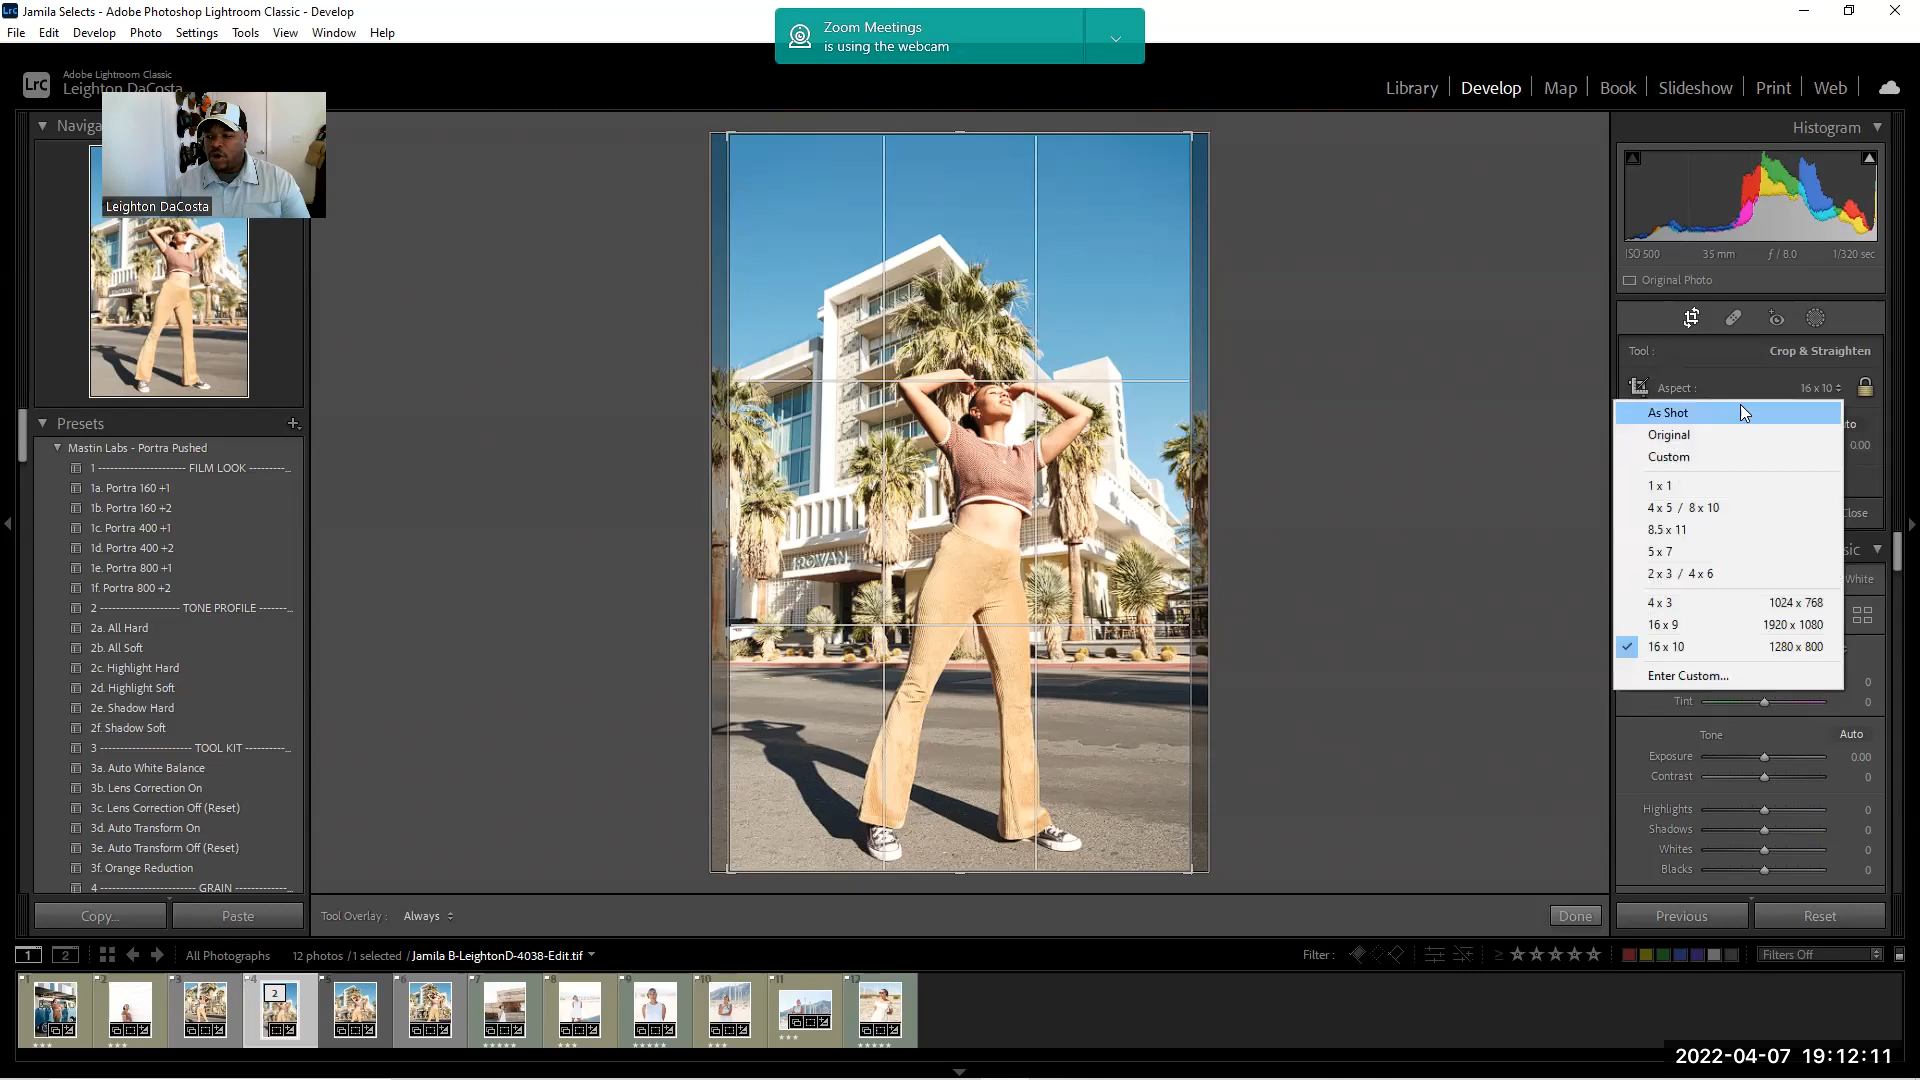 Jamila Selects - Adobe Photoshop Lightroom Classic - Develop
File Edit Develop Photo Settings Tools View Window Help
Zoom Meetings
is using the webcam
Lrc
Adobe Lightroom Classic
Leighton DaCosta
Library Develop Map Book Slideshow Print Web
Leighton DaCosta
Histogram
ISO 500 35 mm ƒ / 8.0 1/320 sec
Original Photo
Tool : Crop & Straighten
Aspect : 16 x 10
As Shot
Original
Custom
0.00
1 x 1
4 x 5 / 8 x 10
8.5 x 11
5 x 7
2 x 3 / 4 x 6
4 x 3 1024 x 768
16 x 9 1920 x 1080
16 x 10 1280 x 800
Enter Custom...
Close
White
0
Tint 0
Tone Auto
Exposure 0.00
Contrast 0
Highlights 0
Shadows 0
Whites 0
Blacks 0
Previous Reset
Presets
Mastin Labs - Portra Pushed
1 ---------------------- FILM LOOK ---------...
1a. Portra 160 +1
1b. Portra 160 +2
1c. Portra 400 +1
1d. Portra 400 +2
1e. Portra 800 +1
1f. Portra 800 +2
2 -------------------- TONE PROFILE -------...
2a. All Hard
2b. All Soft
2c. Highlight Hard
2d. Highlight Soft
2e. Shadow Hard
2f. Shadow Soft
3 ---------------------- TOOL KIT ----------...
3a. Auto White Balance
3b. Lens Correction On
3c. Lens Correction Off (Reset)
3d. Auto Transform On
3e. Auto Transform Off (Reset)
3f. Orange Reduction
4 ------------------------ GRAIN -------------...
Copy... Paste
ROWAN
Tool Overlay : Always
Done
1 2 All Photographs 12 photos / 1 selected / Jamila B-LeightonD-4038-Edit.tif
Filter : Filters Off
2
2022-04-07 19:12:11